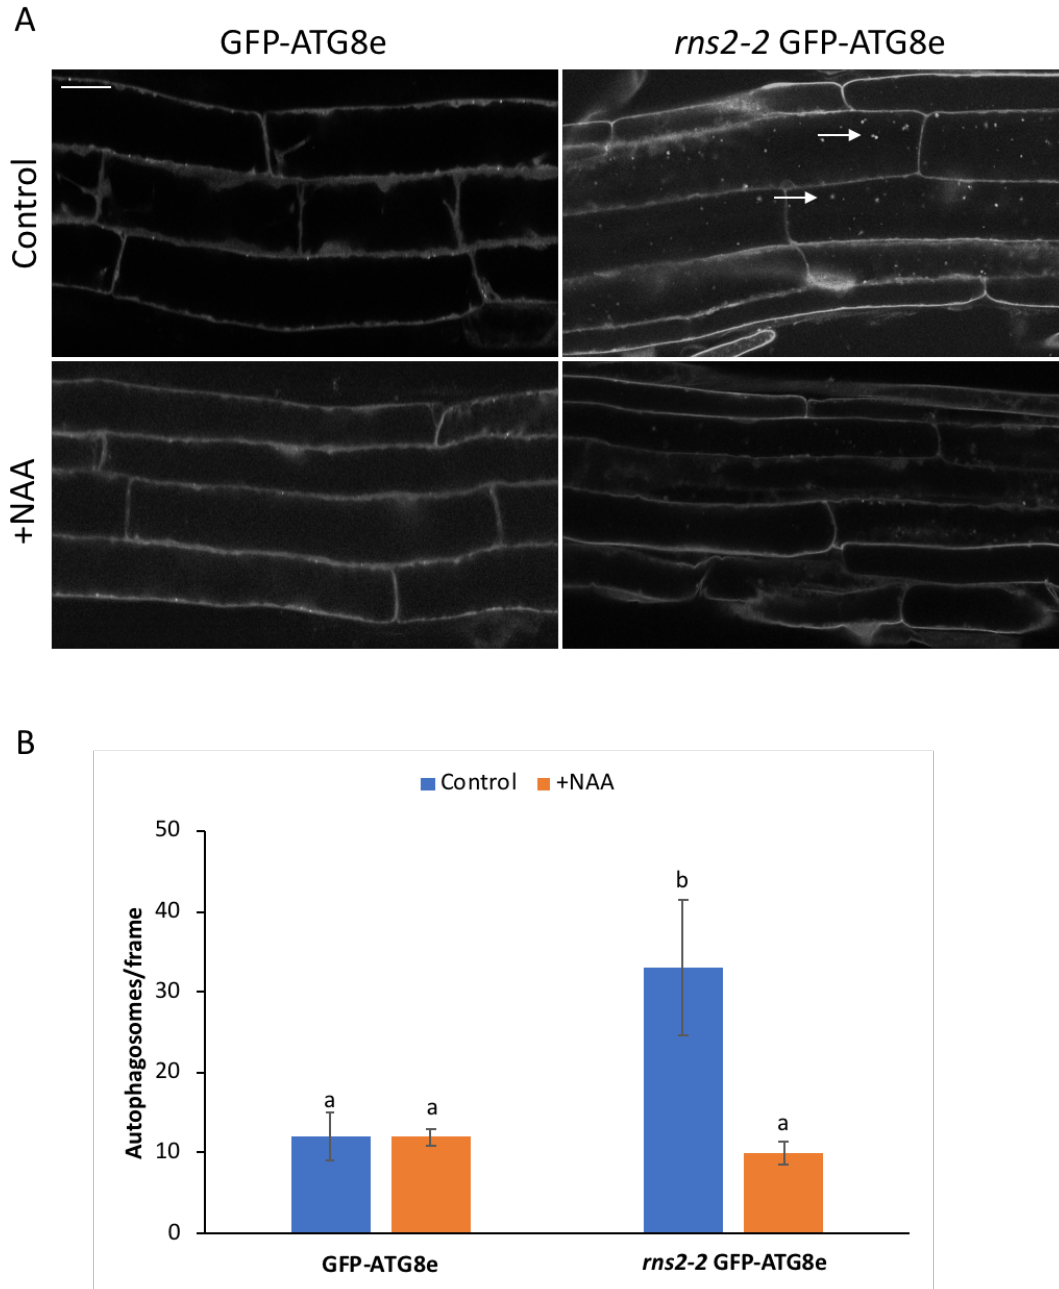 A
GFP-ATG8e
rns2-2 GFP-ATG8e
Control
+NAA
B
Control
+NAA
Autophagosomes/frame
50
40
30
20
10
0
a
a
b
a
GFP-ATG8e
rns2-2 GFP-ATG8e